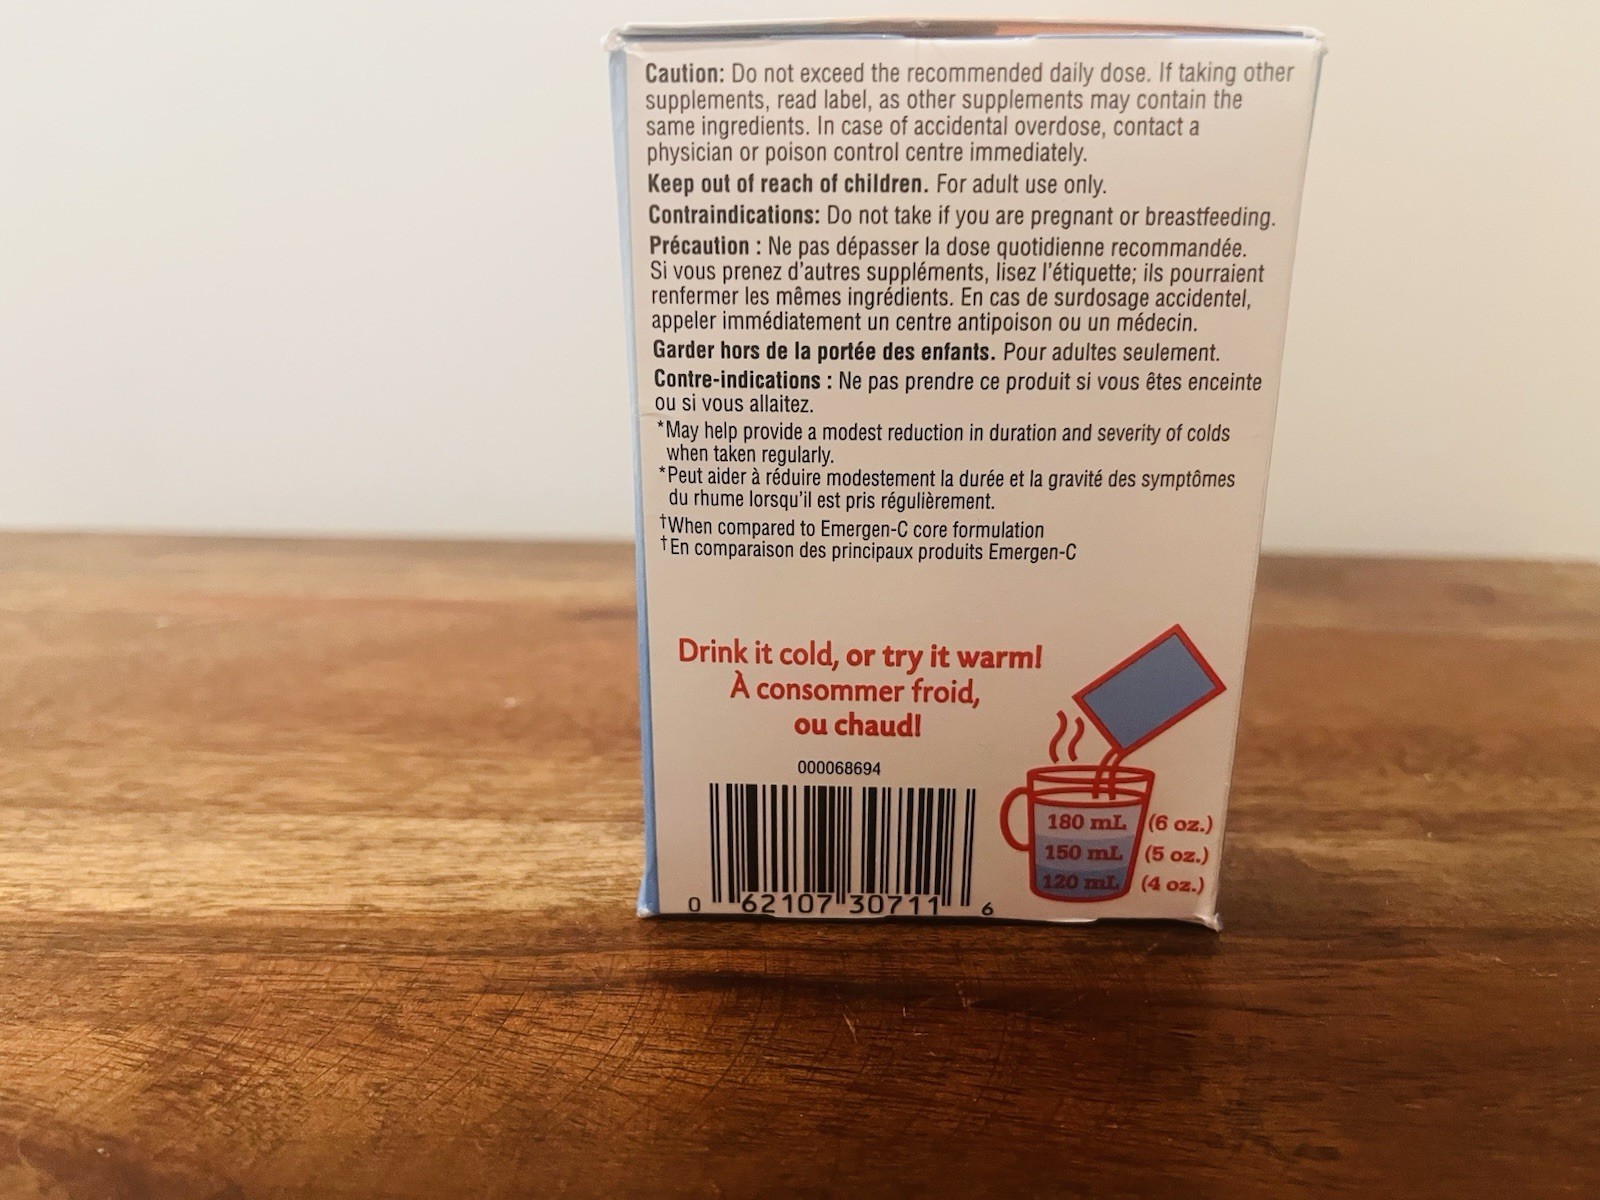 Caution: Do not exceed the recommended daily dose. If taking other
supplements, read label, as other supplements may contain the
same ingredients. In case of accidental overdose, contact a
physician or poison control centre immediately.
Keep out of reach of children. For adult use only.
Contraindications: Do not take if you are pregnant or breastfeeding.
Précaution : Ne pas dépasser la dose quotidienne recommandée.
Si vous prenez d'autres suppléments, lisez l'étiquette; ils pourraient
renfermer les mêmes ingrédients. En cas de surdosage accidentel,
appeler immédiatement un centre antipoison ou un médecin.
Garder hors de la portée des enfants. Pour adultes seulement.
Contre-indications : Ne pas prendre ce produit si vous êtes enceinte
ou si vous allaitez.
*May help provide a modest reduction in duration and severity of colds
when taken regularly.
*Peut aider à réduire modestement la durée et la gravité des symptômes
du rhume lorsqu'il est pris régulièrement.
†When compared to Emergen-C core formulation
†En comparaison des principaux produits Emergen-C
Drink it cold, or try it warm!
À consommer froid,
ou chaud!
000068694
0 62107 30711 6
180 mL (6 oz.)
150 mL (5 oz.)
120 mL (4 oz.)